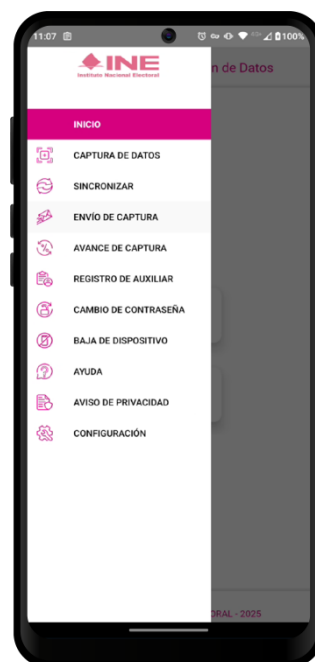 11:07 100%
INE
Instituto Nacional Electoral
n de Datos
INICIO
CAPTURA DE DATOS
SINCRONIZAR
ENVÍO DE CAPTURA
AVANCE DE CAPTURA
REGISTRO DE AUXILIAR
CAMBIO DE CONTRASEÑA
BAJA DE DISPOSITIVO
AYUDA
AVISO DE PRIVACIDAD
CONFIGURACIÓN
ORAL - 2025